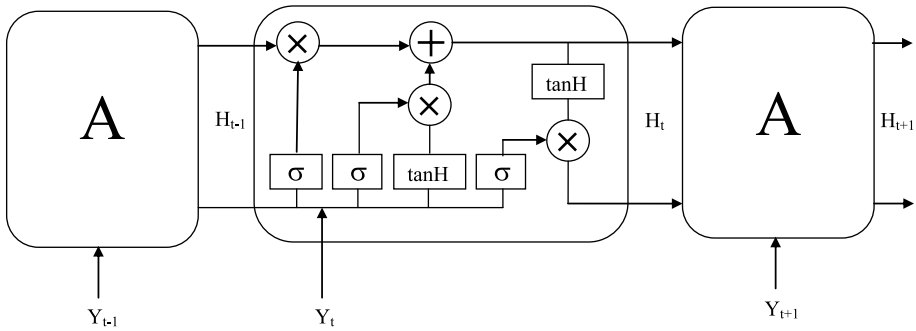 A
A
tanH
H_{t-1}
H_t
H_{t+1}
σ
σ
tanH
σ
Y_{t-1}
Y_t
Y_{t+1}